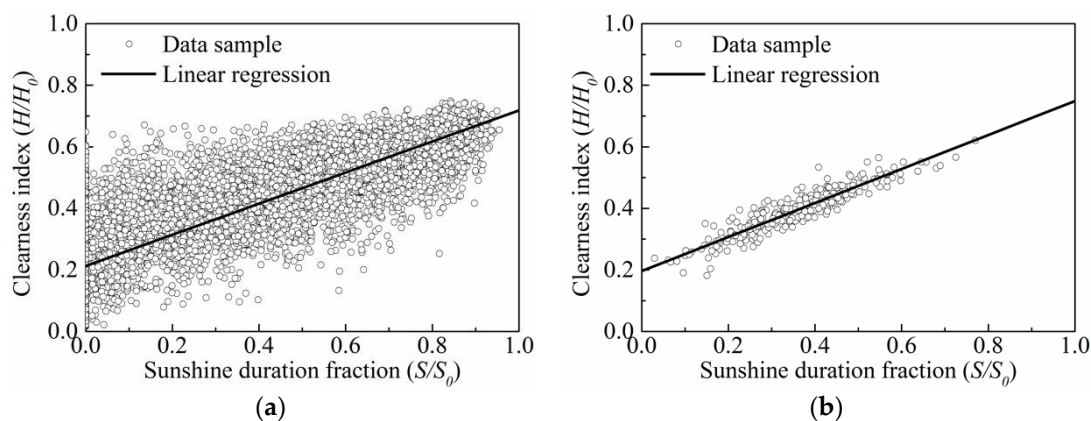 1.0
0.8
0.6
0.4
0.2
0.0
Clearness index (H/H0)
Data sample
Linear regression
0.0 0.2 0.4 0.6 0.8 1.0
Sunshine duration fraction (S/S0)
(a)
1.0
0.8
0.6
0.4
0.2
0.0
Clearness index (H/H0)
Data sample
Linear regression
0.0 0.2 0.4 0.6 0.8 1.0
Sunshine duration fraction (S/S0)
(b)